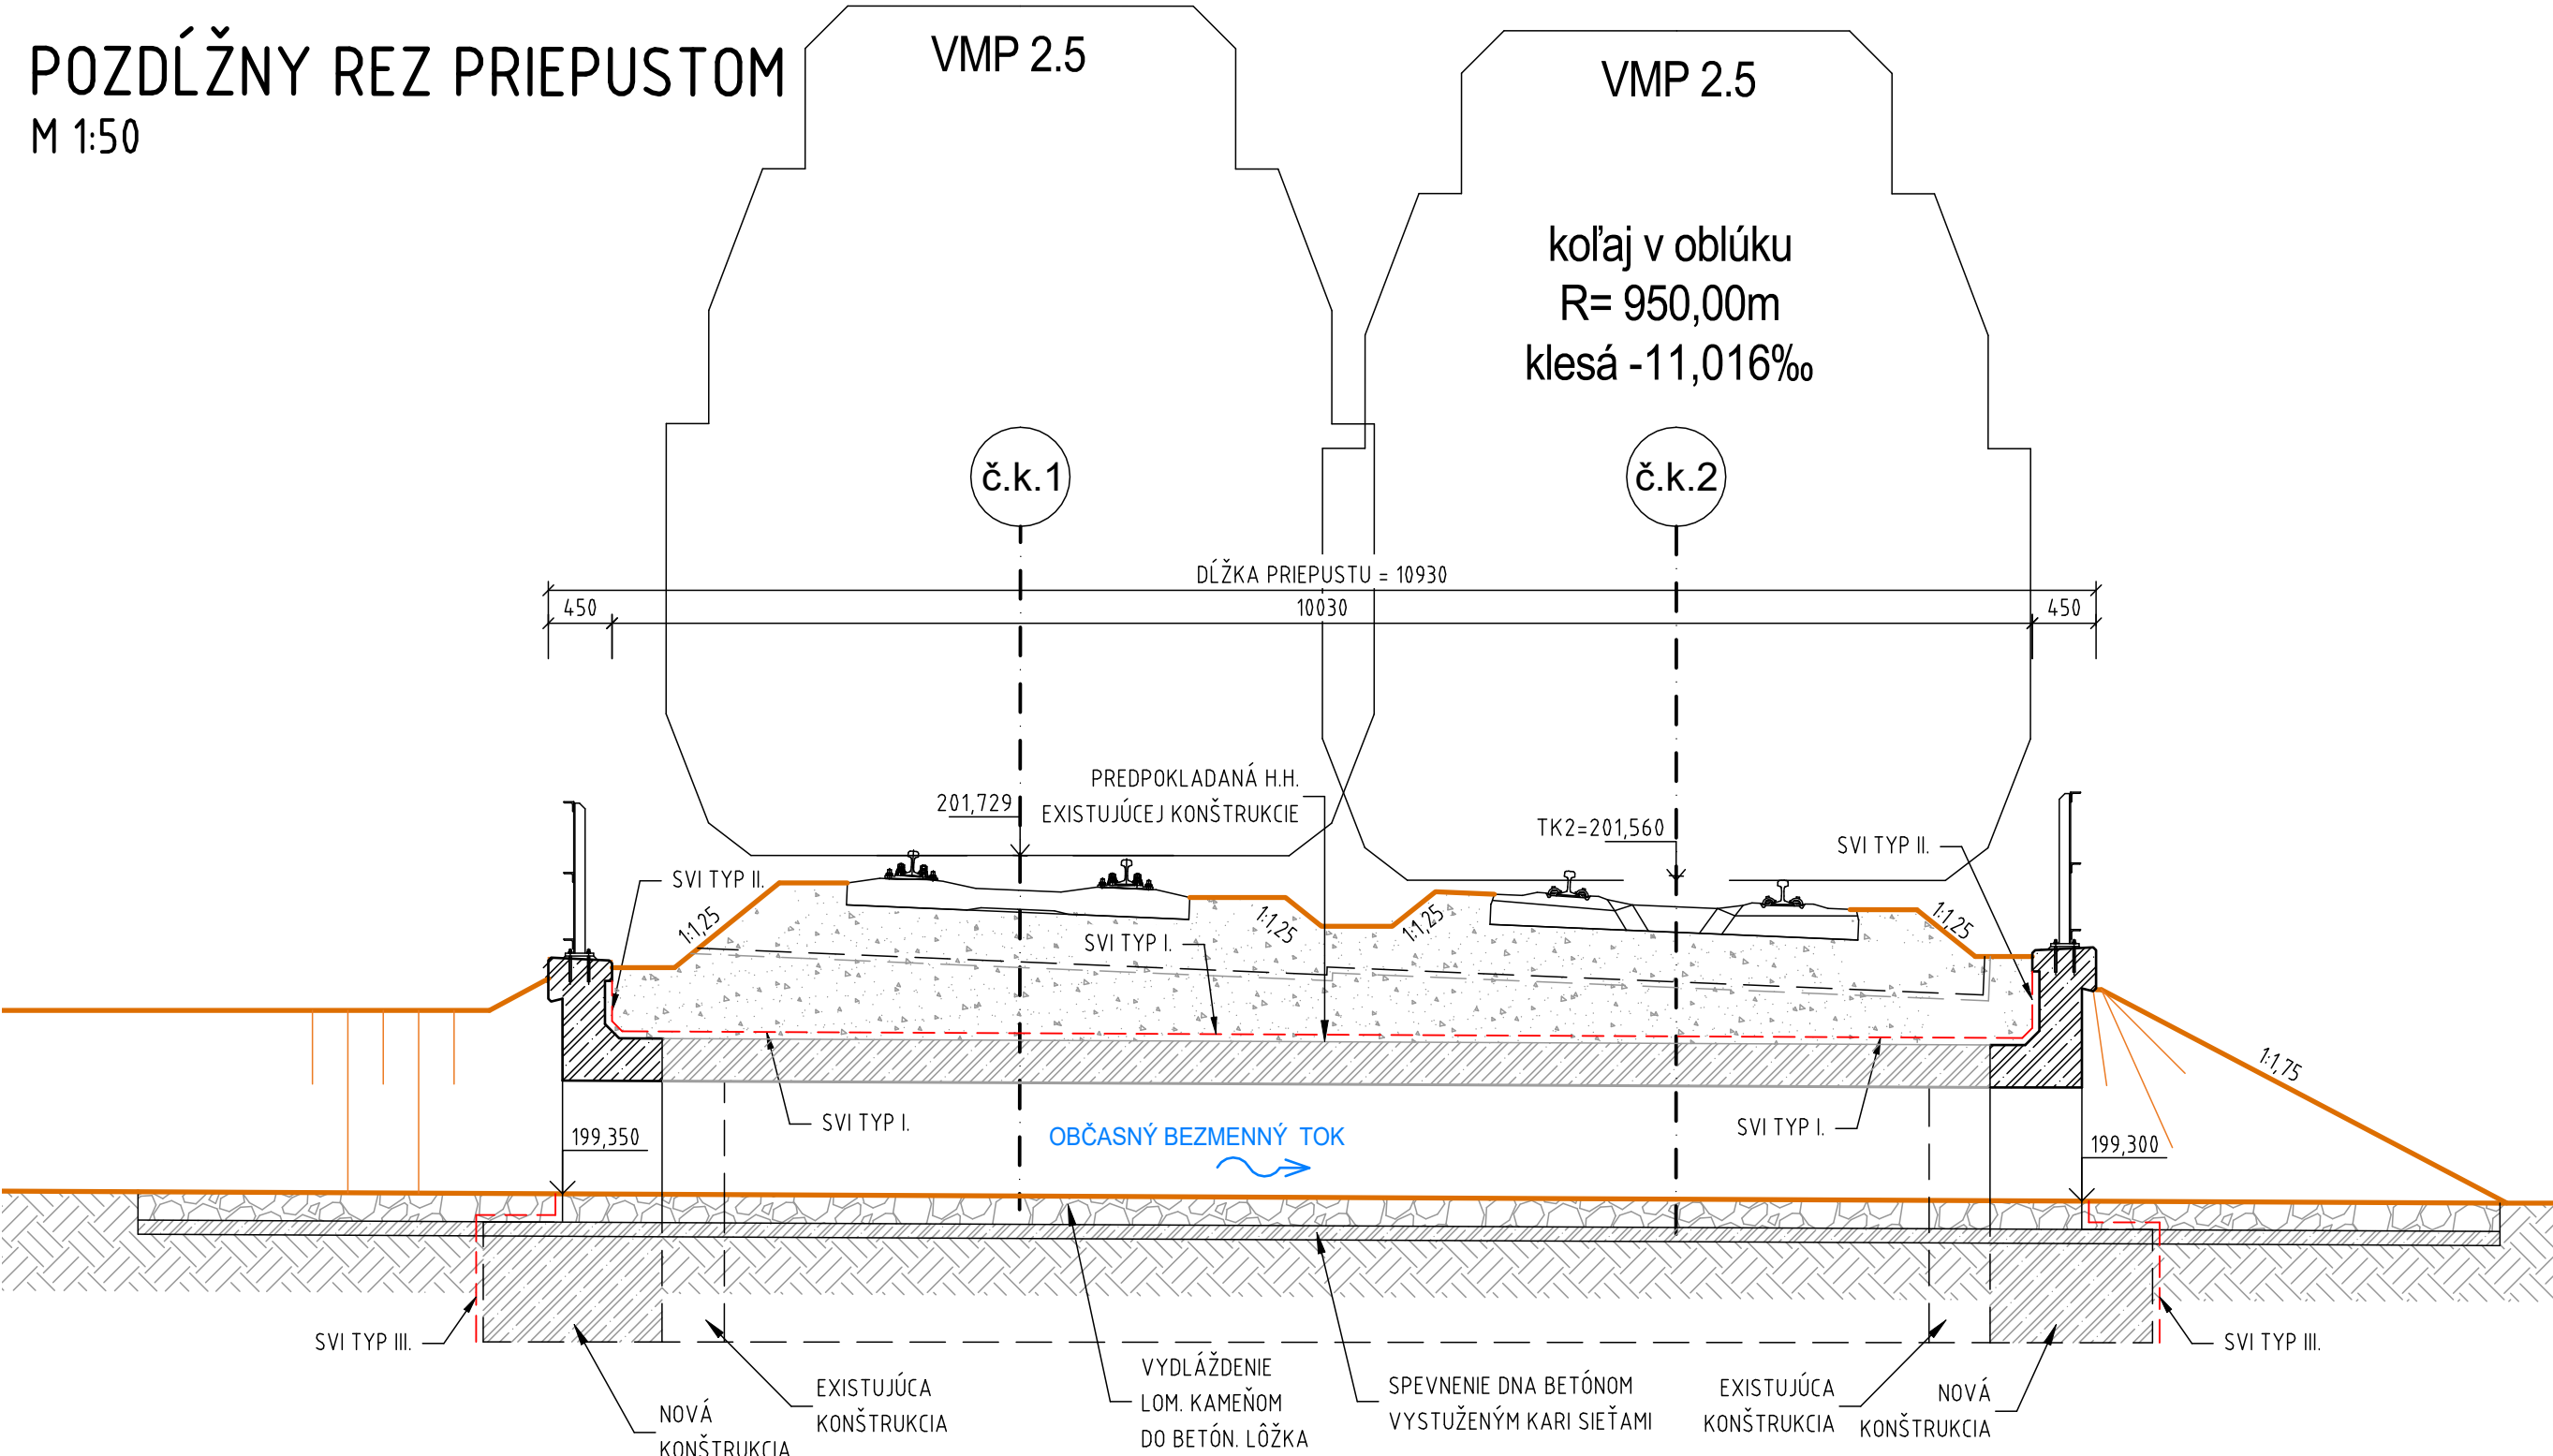 POZDĹŽNY REZ PRIEPUSTOM
M 1:50
VMP 2.5
VMP 2.5
koľaj v oblúku
R= 950,00m
klesá -11,016‰
č.k.1
č.k.2
DĹŽKA PRIEPUSTU = 10930
450
10030
450
PREDPOKLADANÁ H.H.
EXISTUJÚCEJ KONŠTRUKCIE
201,729
TK2=201,560
SVI TYP II.
SVI TYP II.
1:1,25
1:1,25
1:1,25
1:1,25
SVI TYP I.
1:1,75
SVI TYP I.
SVI TYP I.
199,350
OBČASNÝ BEZMENNÝ TOK
199,300
SVI TYP III.
SVI TYP III.
NOVÁ
KONŠTRUKCIA
EXISTUJÚCA
KONŠTRUKCIA
VYDLÁŽDENIE
LOM. KAMEŇOM
DO BETÓN. LÔŽKA
SPEVNENIE DNA BETÓNOM
VYSTUŽENÝM KARI SIEŤAMI
EXISTUJÚCA
KONŠTRUKCIA
NOVÁ
KONŠTRUKCIA